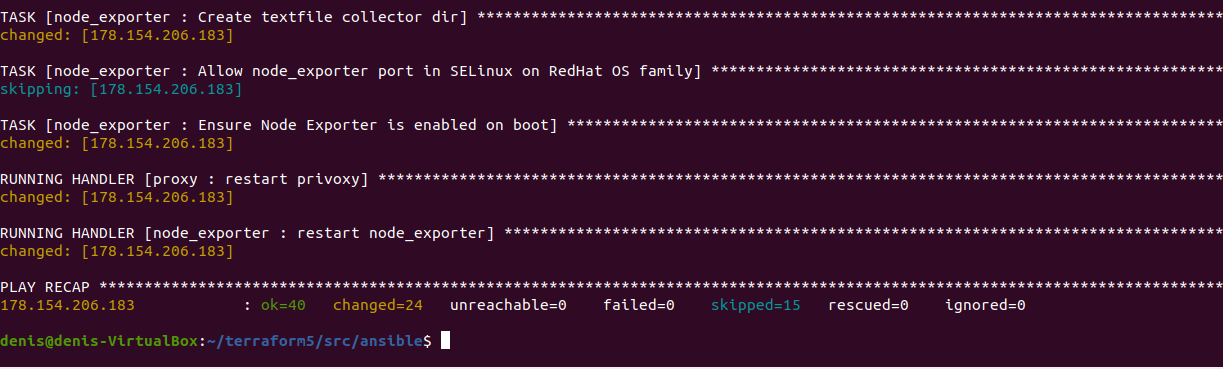 TASK [node_exporter : Create textfile collector dir] ***********************************************************************************
changed: [178.154.206.183]
TASK [node_exporter : Allow node_exporter port in SELinux on RedHat OS family] *********************************************************
skipping: [178.154.206.183]
TASK [node_exporter : Ensure Node Exporter is enabled on boot] *************************************************************************
changed: [178.154.206.183]
RUNNING HANDLER [proxy : restart privoxy] **********************************************************************************************
changed: [178.154.206.183]
RUNNING HANDLER [node_exporter : restart node_exporter] ********************************************************************************
changed: [178.154.206.183]
PLAY RECAP *****************************************************************************************************************************
178.154.206.183            : ok=40   changed=24   unreachable=0    failed=0    skipped=15   rescued=0    ignored=0
denis@denis-VirtualBox:~/terraform5/src/ansible$